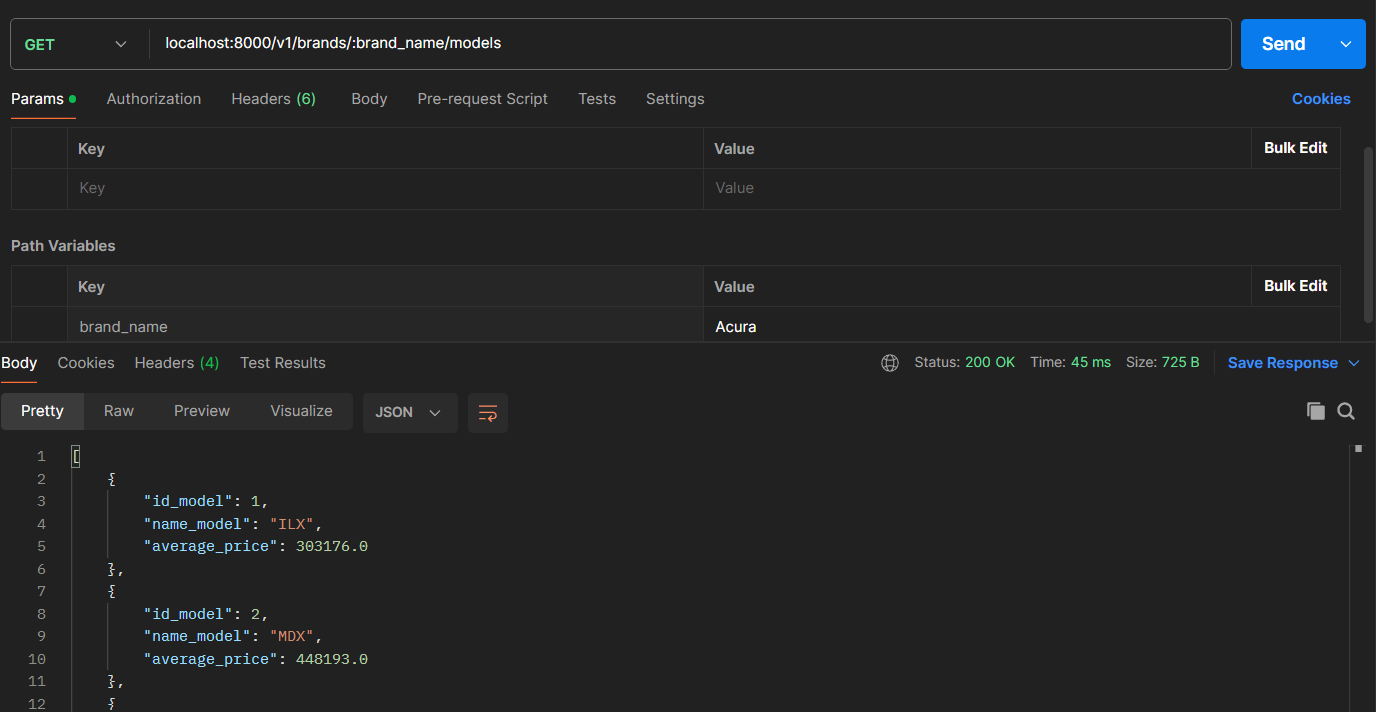 GET localhost:8000/v1/brands/:brand_name/models Send
Params Authorization Headers (6) Body Pre-request Script Tests Settings Cookies
Key Value Bulk Edit
Key Value
Path Variables
Key Value Bulk Edit
brand_name Acura
Body Cookies Headers (4) Test Results Status: 200 OK Time: 45 ms Size: 725 B Save Response
Pretty Raw Preview Visualize JSON
1 [
2 {
3 "id_model": 1,
4 "name_model": "ILX",
5 "average_price": 303176.0
6 },
7 {
8 "id_model": 2,
9 "name_model": "MDX",
10 "average_price": 448193.0
11 },
12 {